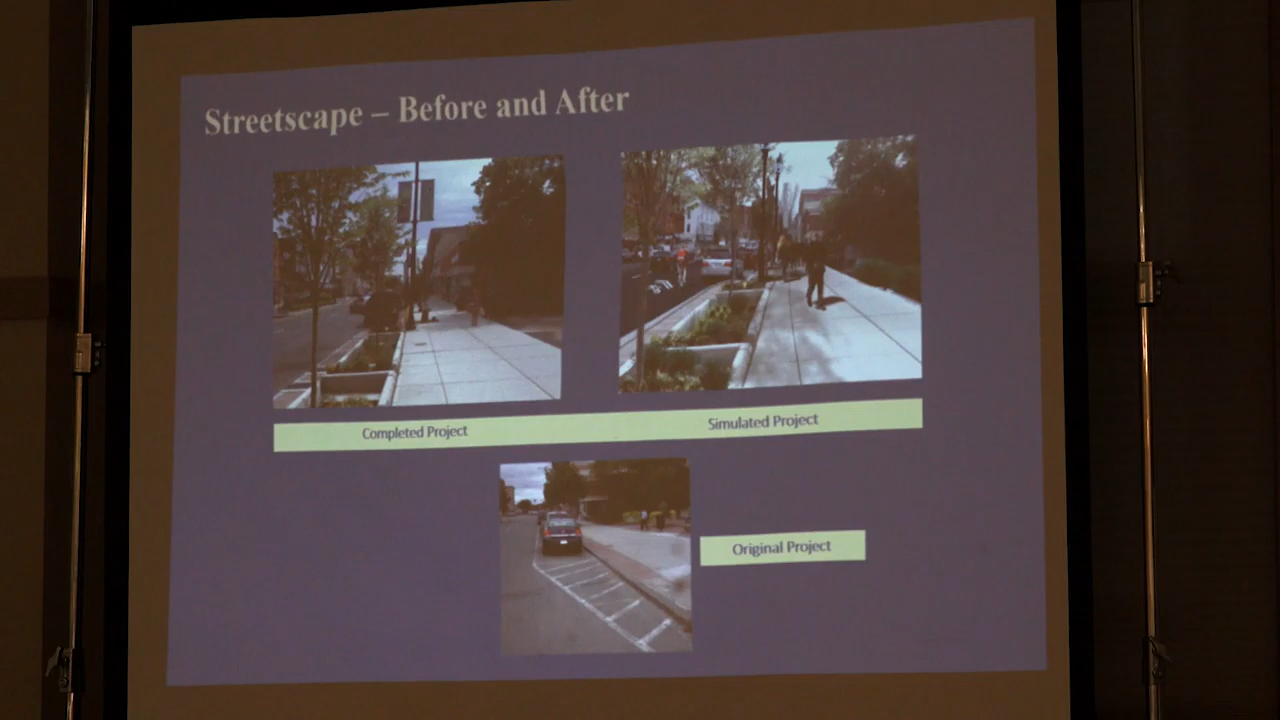 Streetscape – Before and After
Completed Project
Simulated Project
Original Project